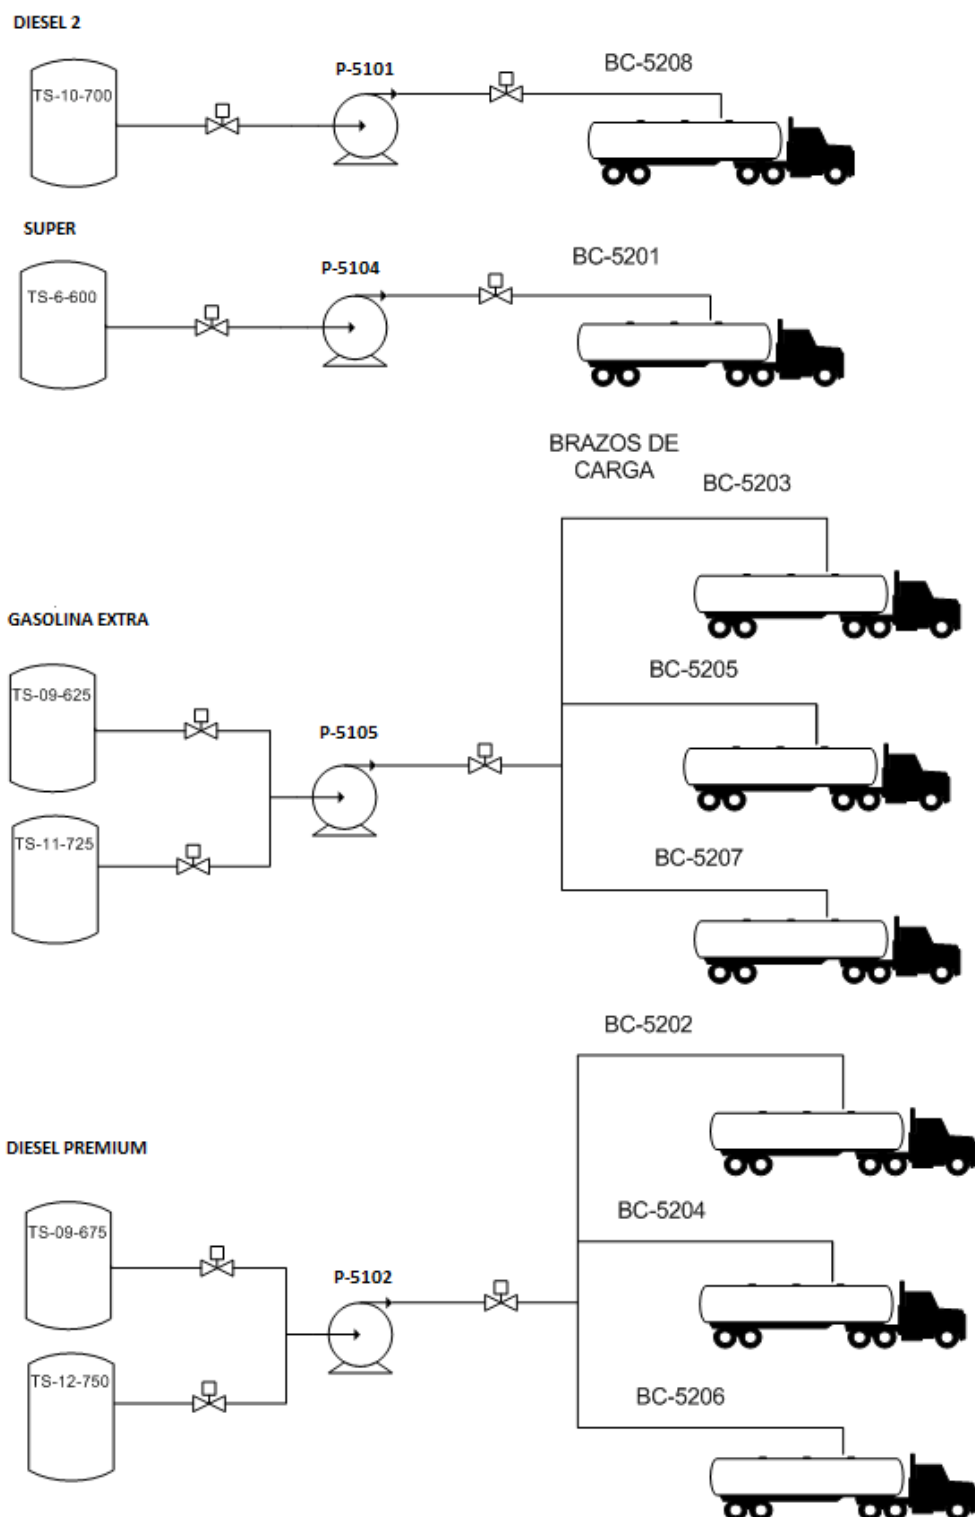 DIESEL 2
TS-10-700
P-5101
BC-5208
SUPER
TS-6-600
P-5104
BC-5201
BRAZOS DE
CARGA
BC-5203
GASOLINA EXTRA
TS-09-625
BC-5205
P-5105
TS-11-725
BC-5207
BC-5202
DIESEL PREMIUM
TS-09-675
BC-5204
P-5102
TS-12-750
BC-5206